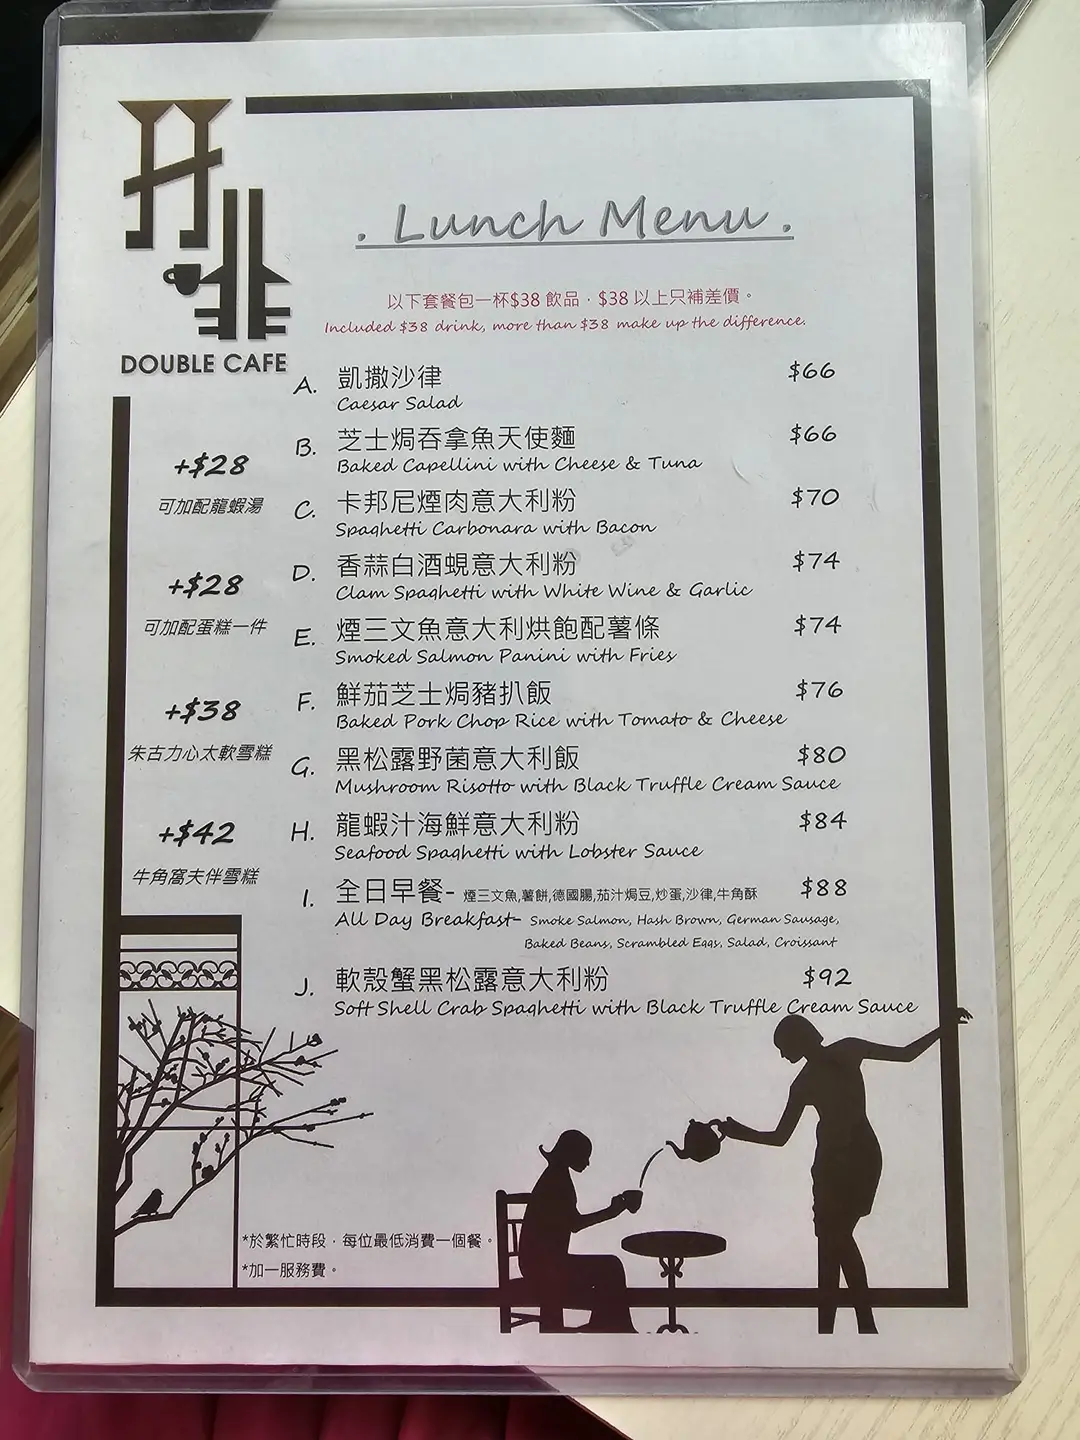 DOUBLE CAFE
. Lunch Menu .
以下套餐包一杯$38 飲品﹐$38 以上只補差價。
Included $38 drink, more than $38 make up the difference.
A. 凱撒沙律 $66
Caesar Salad
B. 芝士焗吞拿魚天使麵 $66
Baked Capellini with Cheese & Tuna
C. 卡邦尼煙肉意大利粉 $70
Spaghetti Carbonara with Bacon
D. 香蒜白酒蜆意大利粉 $74
Clam Spaghetti with White Wine & Garlic
E. 煙三文魚意大利烘飽配薯條 $74
Smoked Salmon Panini with Fries
F. 鮮茄芝士焗豬扒飯 $76
Baked Pork Chop Rice with Tomato & Cheese
G. 黑松露野菌意大利飯 $80
Mushroom Risotto with Black Truffle Cream Sauce
H. 龍蝦汁海鮮意大利粉 $84
Seafood Spaghetti with Lobster Sauce
I. 全日早餐- 煙三文魚,薯餅,德國腸,茄汁焗豆,炒蛋,沙律,牛角酥 $88
All Day Breakfast- Smoke Salmon, Hash Brown, German Sausage,
Baked Beans, Scrambled Eggs, Salad, Croissant
J. 軟殼蟹黑松露意大利粉 $92
Soft Shell Crab Spaghetti with Black Truffle Cream Sauce
+$28
可加配龍蝦湯
+$28
可加配蛋糕一件
+$38
朱古力心太軟雪糕
+$42
牛角窩夫伴雪糕
*於繁忙時段﹐每位最低消費一個餐。
*加一服務費。